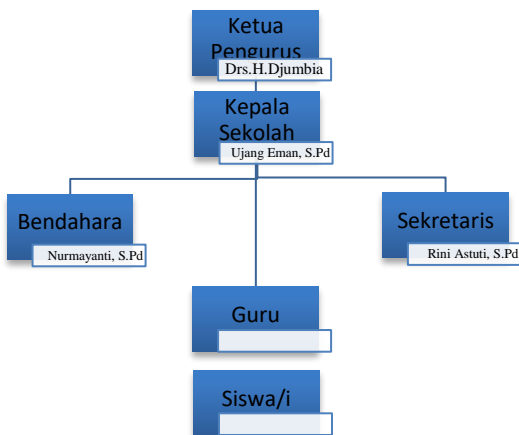 Ketua
Pengurus
Drs.H.Djumbia
Kepala
Sekolah
Ujang Eman, S.Pd
Bendahara
Nurmayanti, S.Pd
Sekretaris
Rini Astuti, S.Pd
Guru
Siswa/i